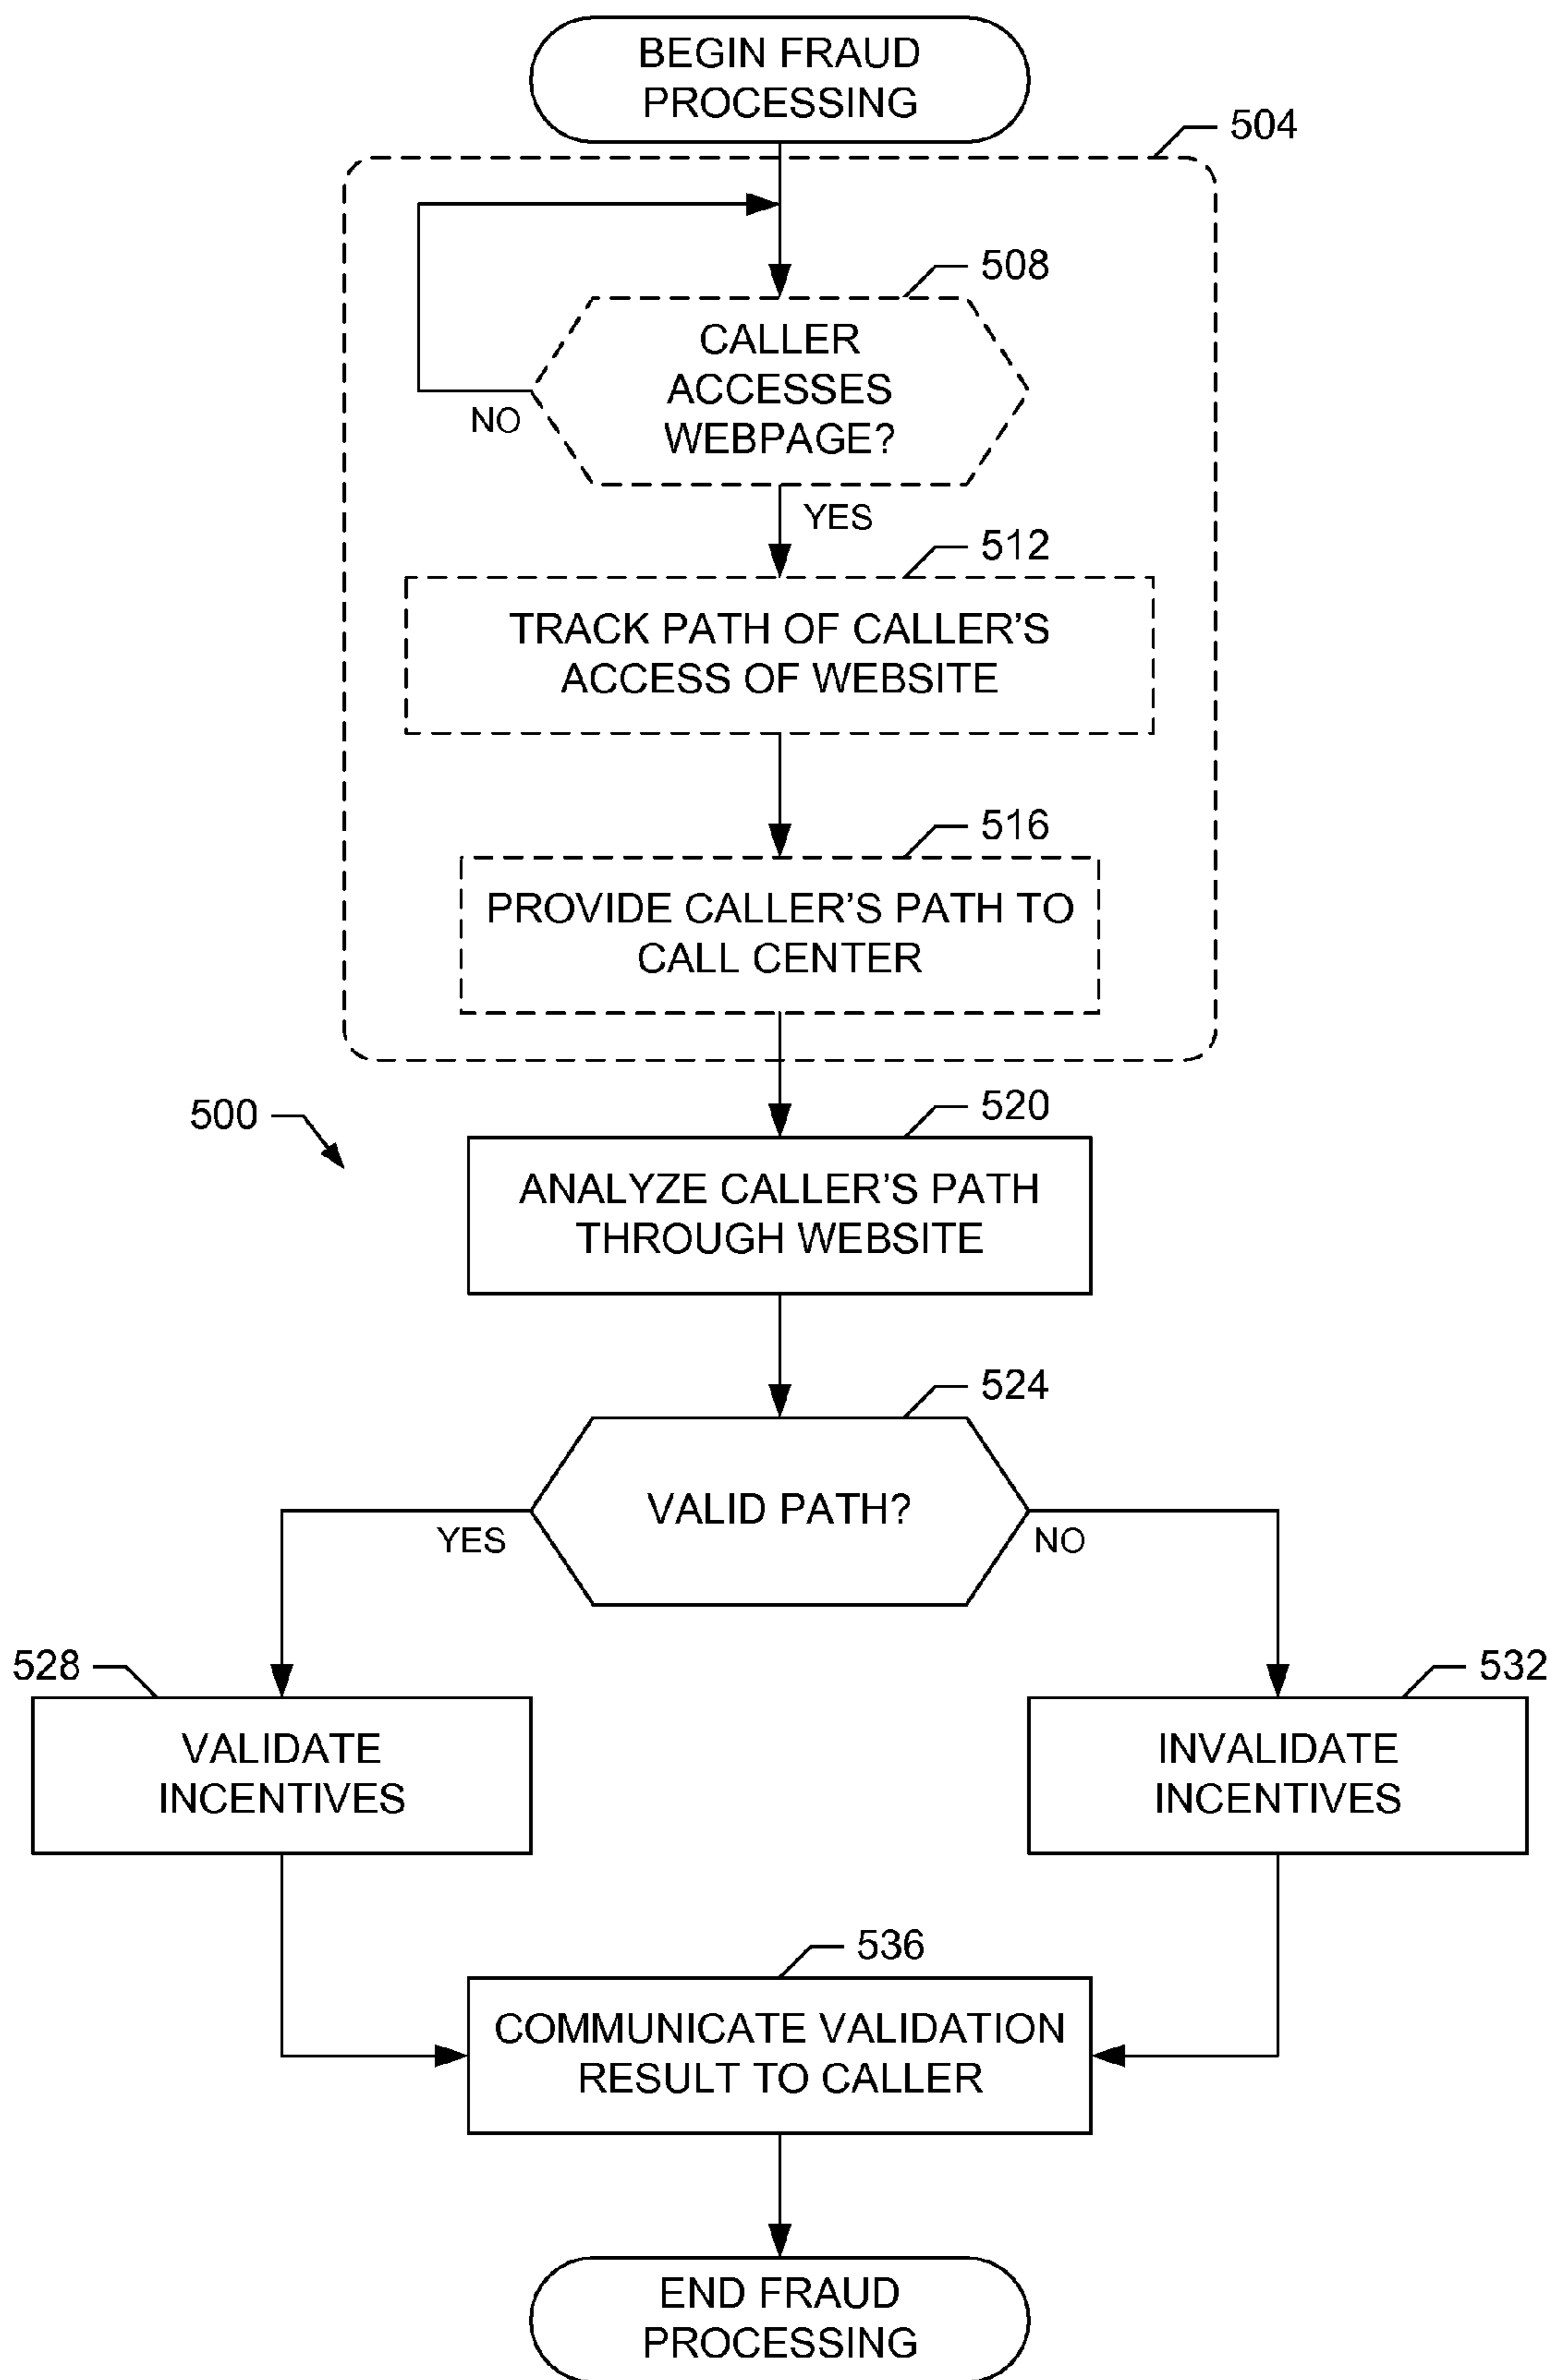 BEGIN FRAUD
PROCESSING
504
508
CALLER
ACCESSES
WEBPAGE?
NO
YES
512
TRACK PATH OF CALLER'S
ACCESS OF WEBSITE
516
PROVIDE CALLER'S PATH TO
CALL CENTER
500
520
ANALYZE CALLER'S PATH
THROUGH WEBSITE
524
VALID PATH?
YES
NO
528
532
VALIDATE
INCENTIVES
INVALIDATE
INCENTIVES
536
COMMUNICATE VALIDATION
RESULT TO CALLER
END FRAUD
PROCESSING